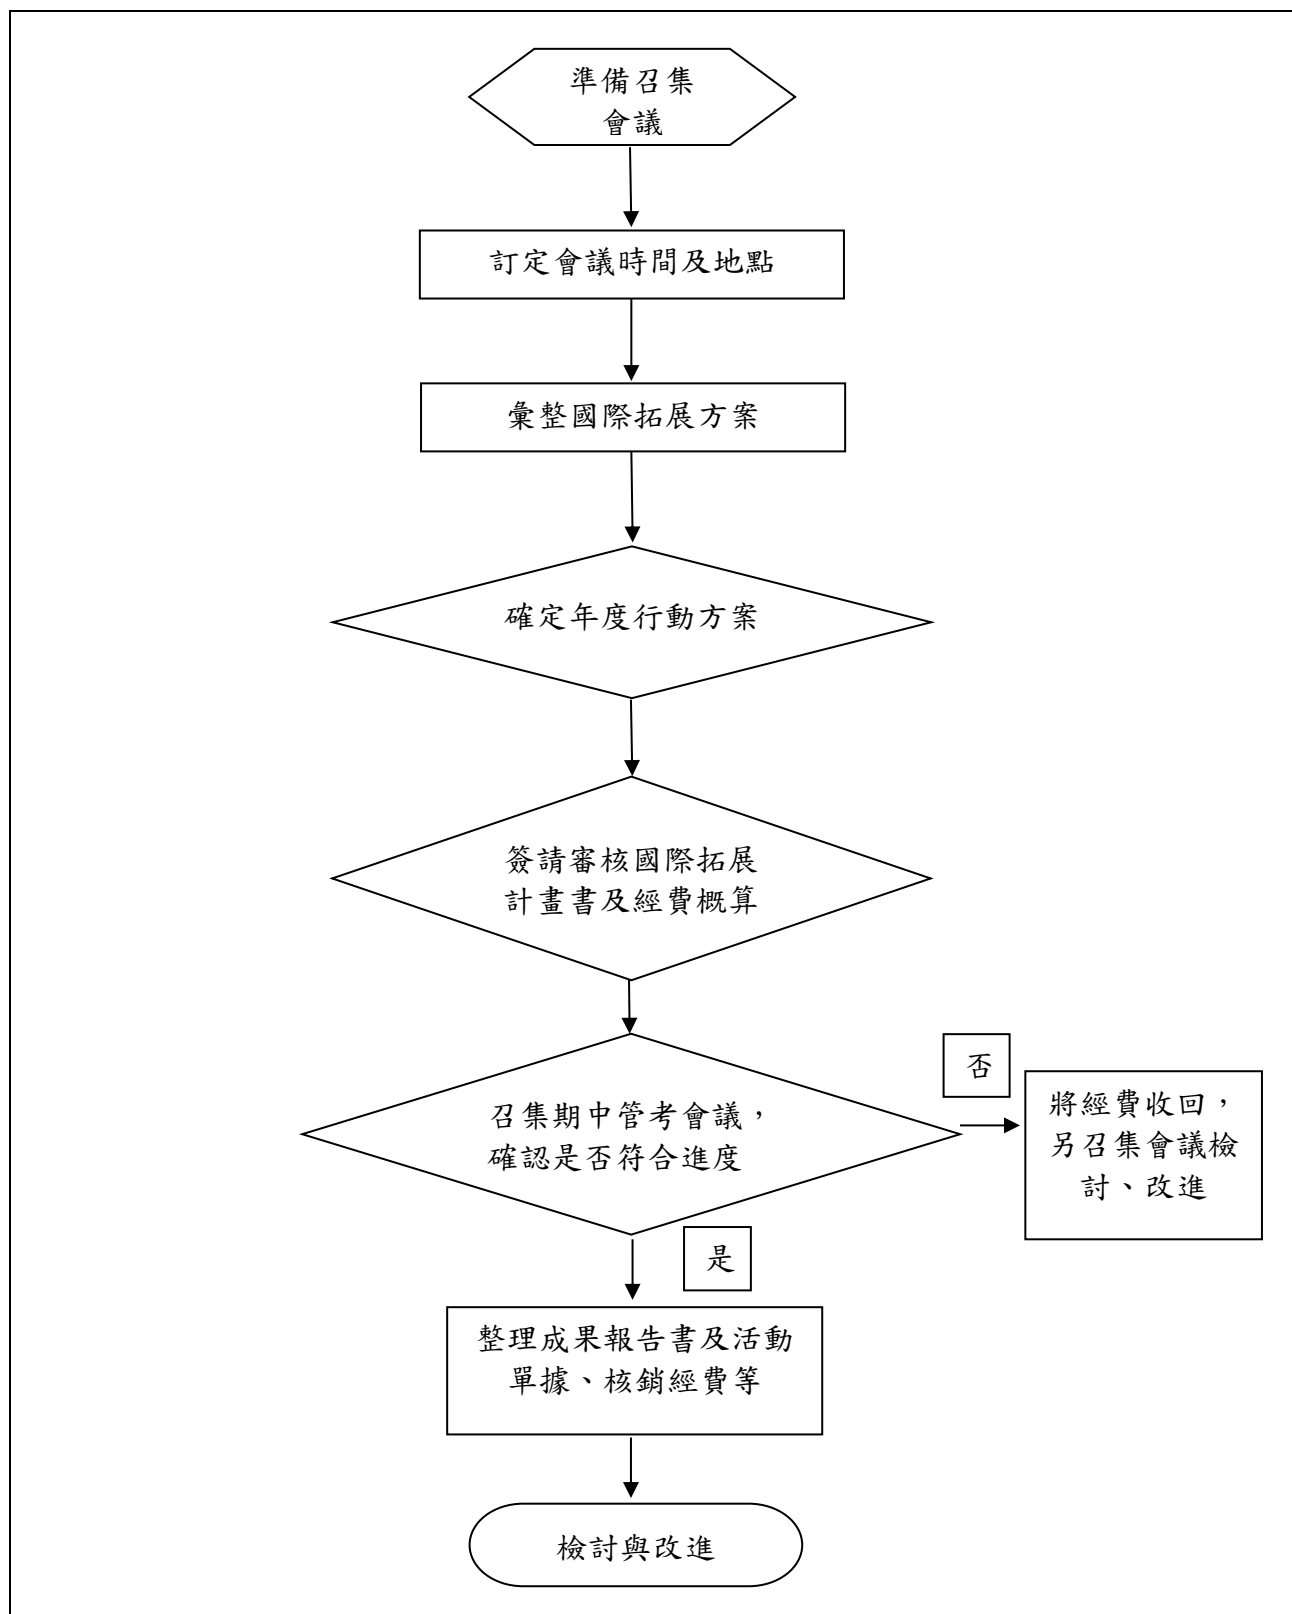 準備召集
會議
訂定會議時間及地點
彙整國際拓展方案
確定年度行動方案
簽請審核國際拓展
計畫書及經費概算
召集期中管考會議，
確認是否符合進度
否
將經費收回，
另召集會議檢
討、改進
是
整理成果報告書及活動
單據、核銷經費等
檢討與改進